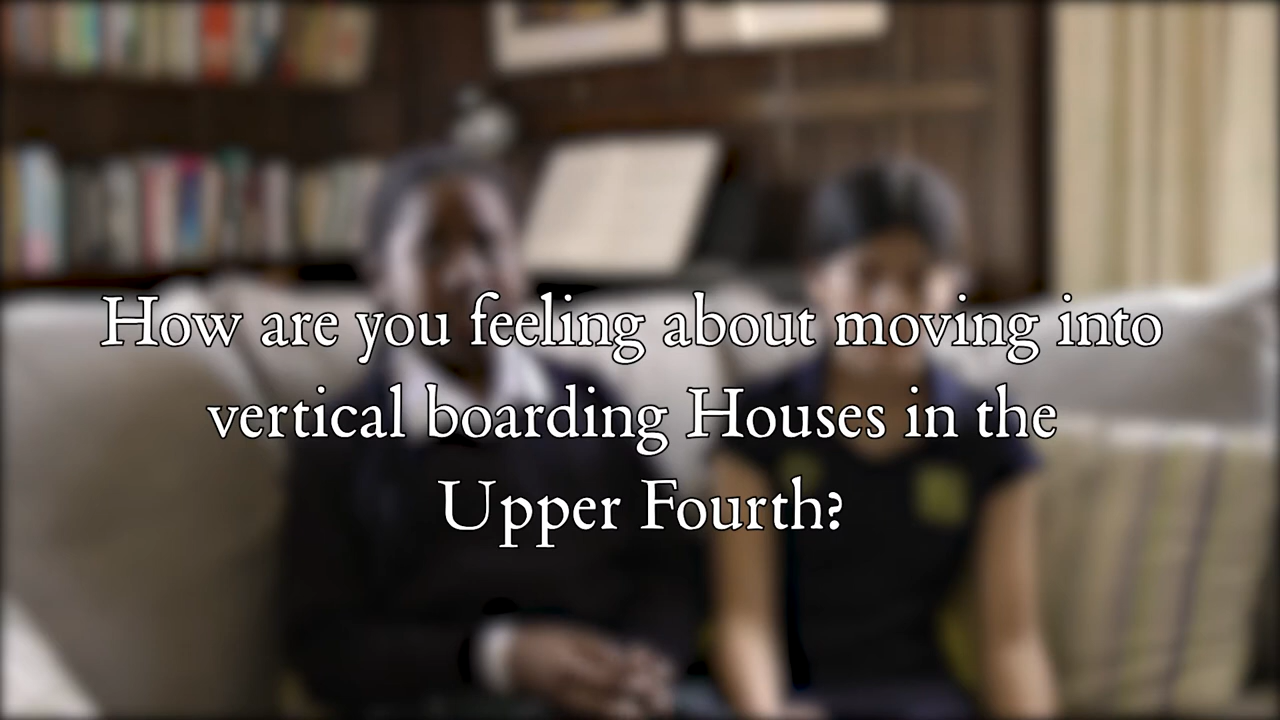 How are you feeling about moving into
vertical boarding Houses in the
Upper Fourth?